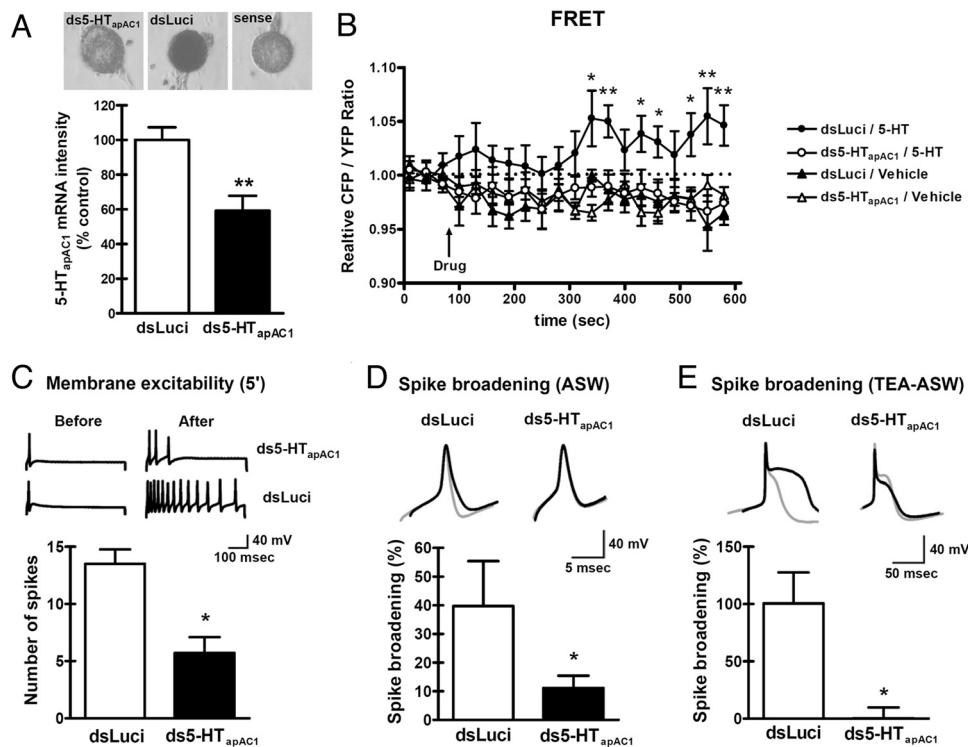 A
ds5-HTapAC1 dsLuci sense
5-HTapAC1 mRNA intensity
(% control)
120
100
80
60
40
20
0
**
dsLuci ds5-HTapAC1
B
FRET
Realtive CFP / YFP Ratio
1.10
1.05
1.00
0.95
0.90
* ** * * * ** **
Drug
0 100 200 300 400 500 600
time (sec)
dsLuci / 5-HT
ds5-HTapAC1 / 5-HT
dsLuci / Vehicle
ds5-HTapAC1 / Vehicle
C Membrane excitability (5')
Before After
ds5-HTapAC1
dsLuci
40 mV
100 msec
Number of spikes
15
10
5
0
*
dsLuci ds5-HTapAC1
D Spike broadening (ASW)
dsLuci ds5-HTapAC1
40 mV
5 msec
Spike broadening (%)
60
50
40
30
20
10
0
*
dsLuci ds5-HTapAC1
E Spike broadening (TEA-ASW)
dsLuci ds5-HTapAC1
40 mV
50 msec
Spike broadening (%)
150
100
50
0
*
dsLuci ds5-HTapAC1